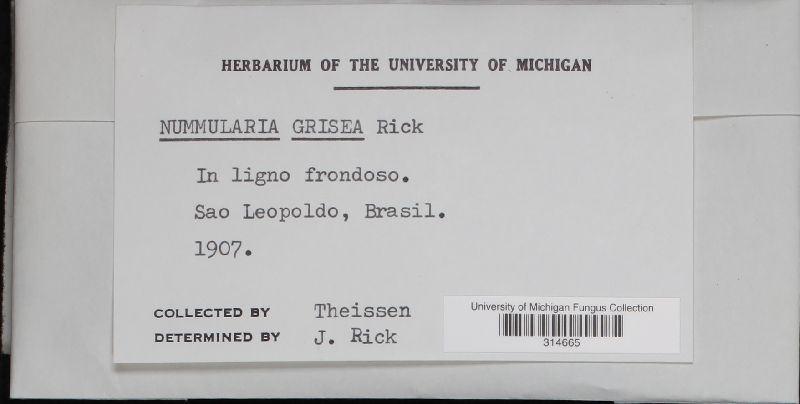 HERBARIUM OF THE UNIVERSITY OF MICHIGAN
NUMMULARIA GRISEA Rick
In ligno frondoso.
Sao Leopoldo, Brasil.
1907.
COLLECTED BY Theissen
DETERMINED BY J. Rick
University of Michigan Fungus Collection
314665